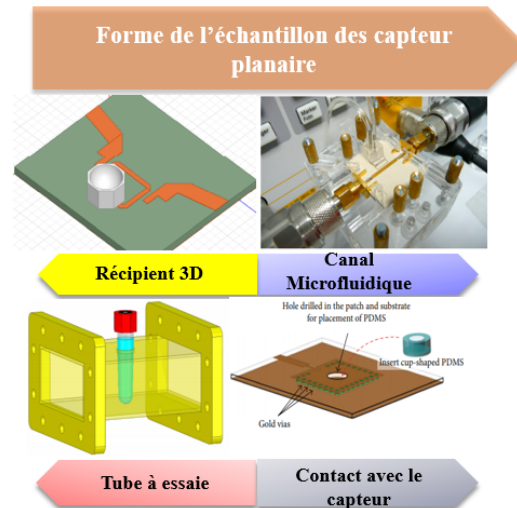 Forme de l'échantillon des capteur
planaire
Marker
Récipient 3D
Canal
Microfluidique
Hole drilled in the patch and substrate
for placement of PDMS
Insert cup-shaped PDMS
Gold vias
Tube à essaie
Contact avec le
capteur